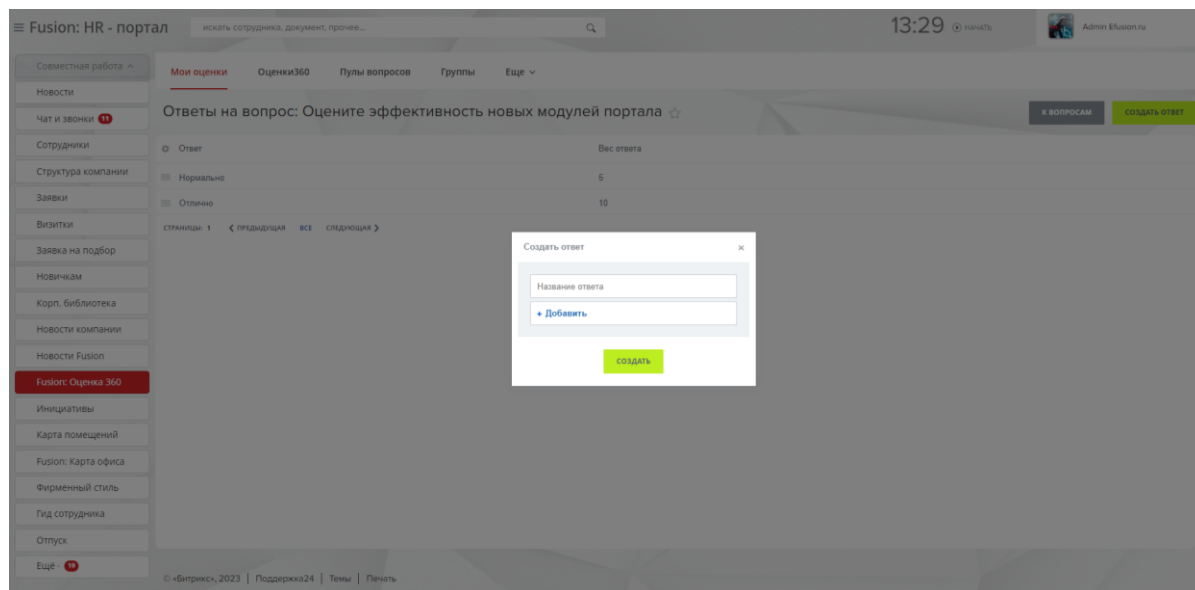 Fusion: HR - портал
искать сотрудника, документ, прочее...
13:29 НАЧАТЬ
Admin Efusion.ru
Совместная работа
Новости
Чат и звонки 11
Сотрудники
Структура компании
Заявки
Визитки
Заявка на подбор
Новичкам
Корп. библиотека
Новости компании
Новости Fusion
Fusion: Оценка 360
Инициативы
Карта помещений
Fusion: Карта офиса
Фирменный стиль
Гид сотрудника
Отпуск
Ещё -
Мои оценки Оценки360 Пулы вопросов Группы Еще
Ответы на вопрос: Оцените эффективность новых модулей портала
К ВОПРОСАМ СОЗДАТЬ ОТВЕТ
Ответ Вес ответа
Нормально 5
Отлично 10
СТРАНИЦЫ: 1 ПРЕДЫДУЩАЯ ВСЕ СЛЕДУЮЩАЯ
Создать ответ ×
Название ответа
+ Добавить
СОЗДАТЬ
© «Битрикс», 2023 | Поддержка24 | Темы | Печать